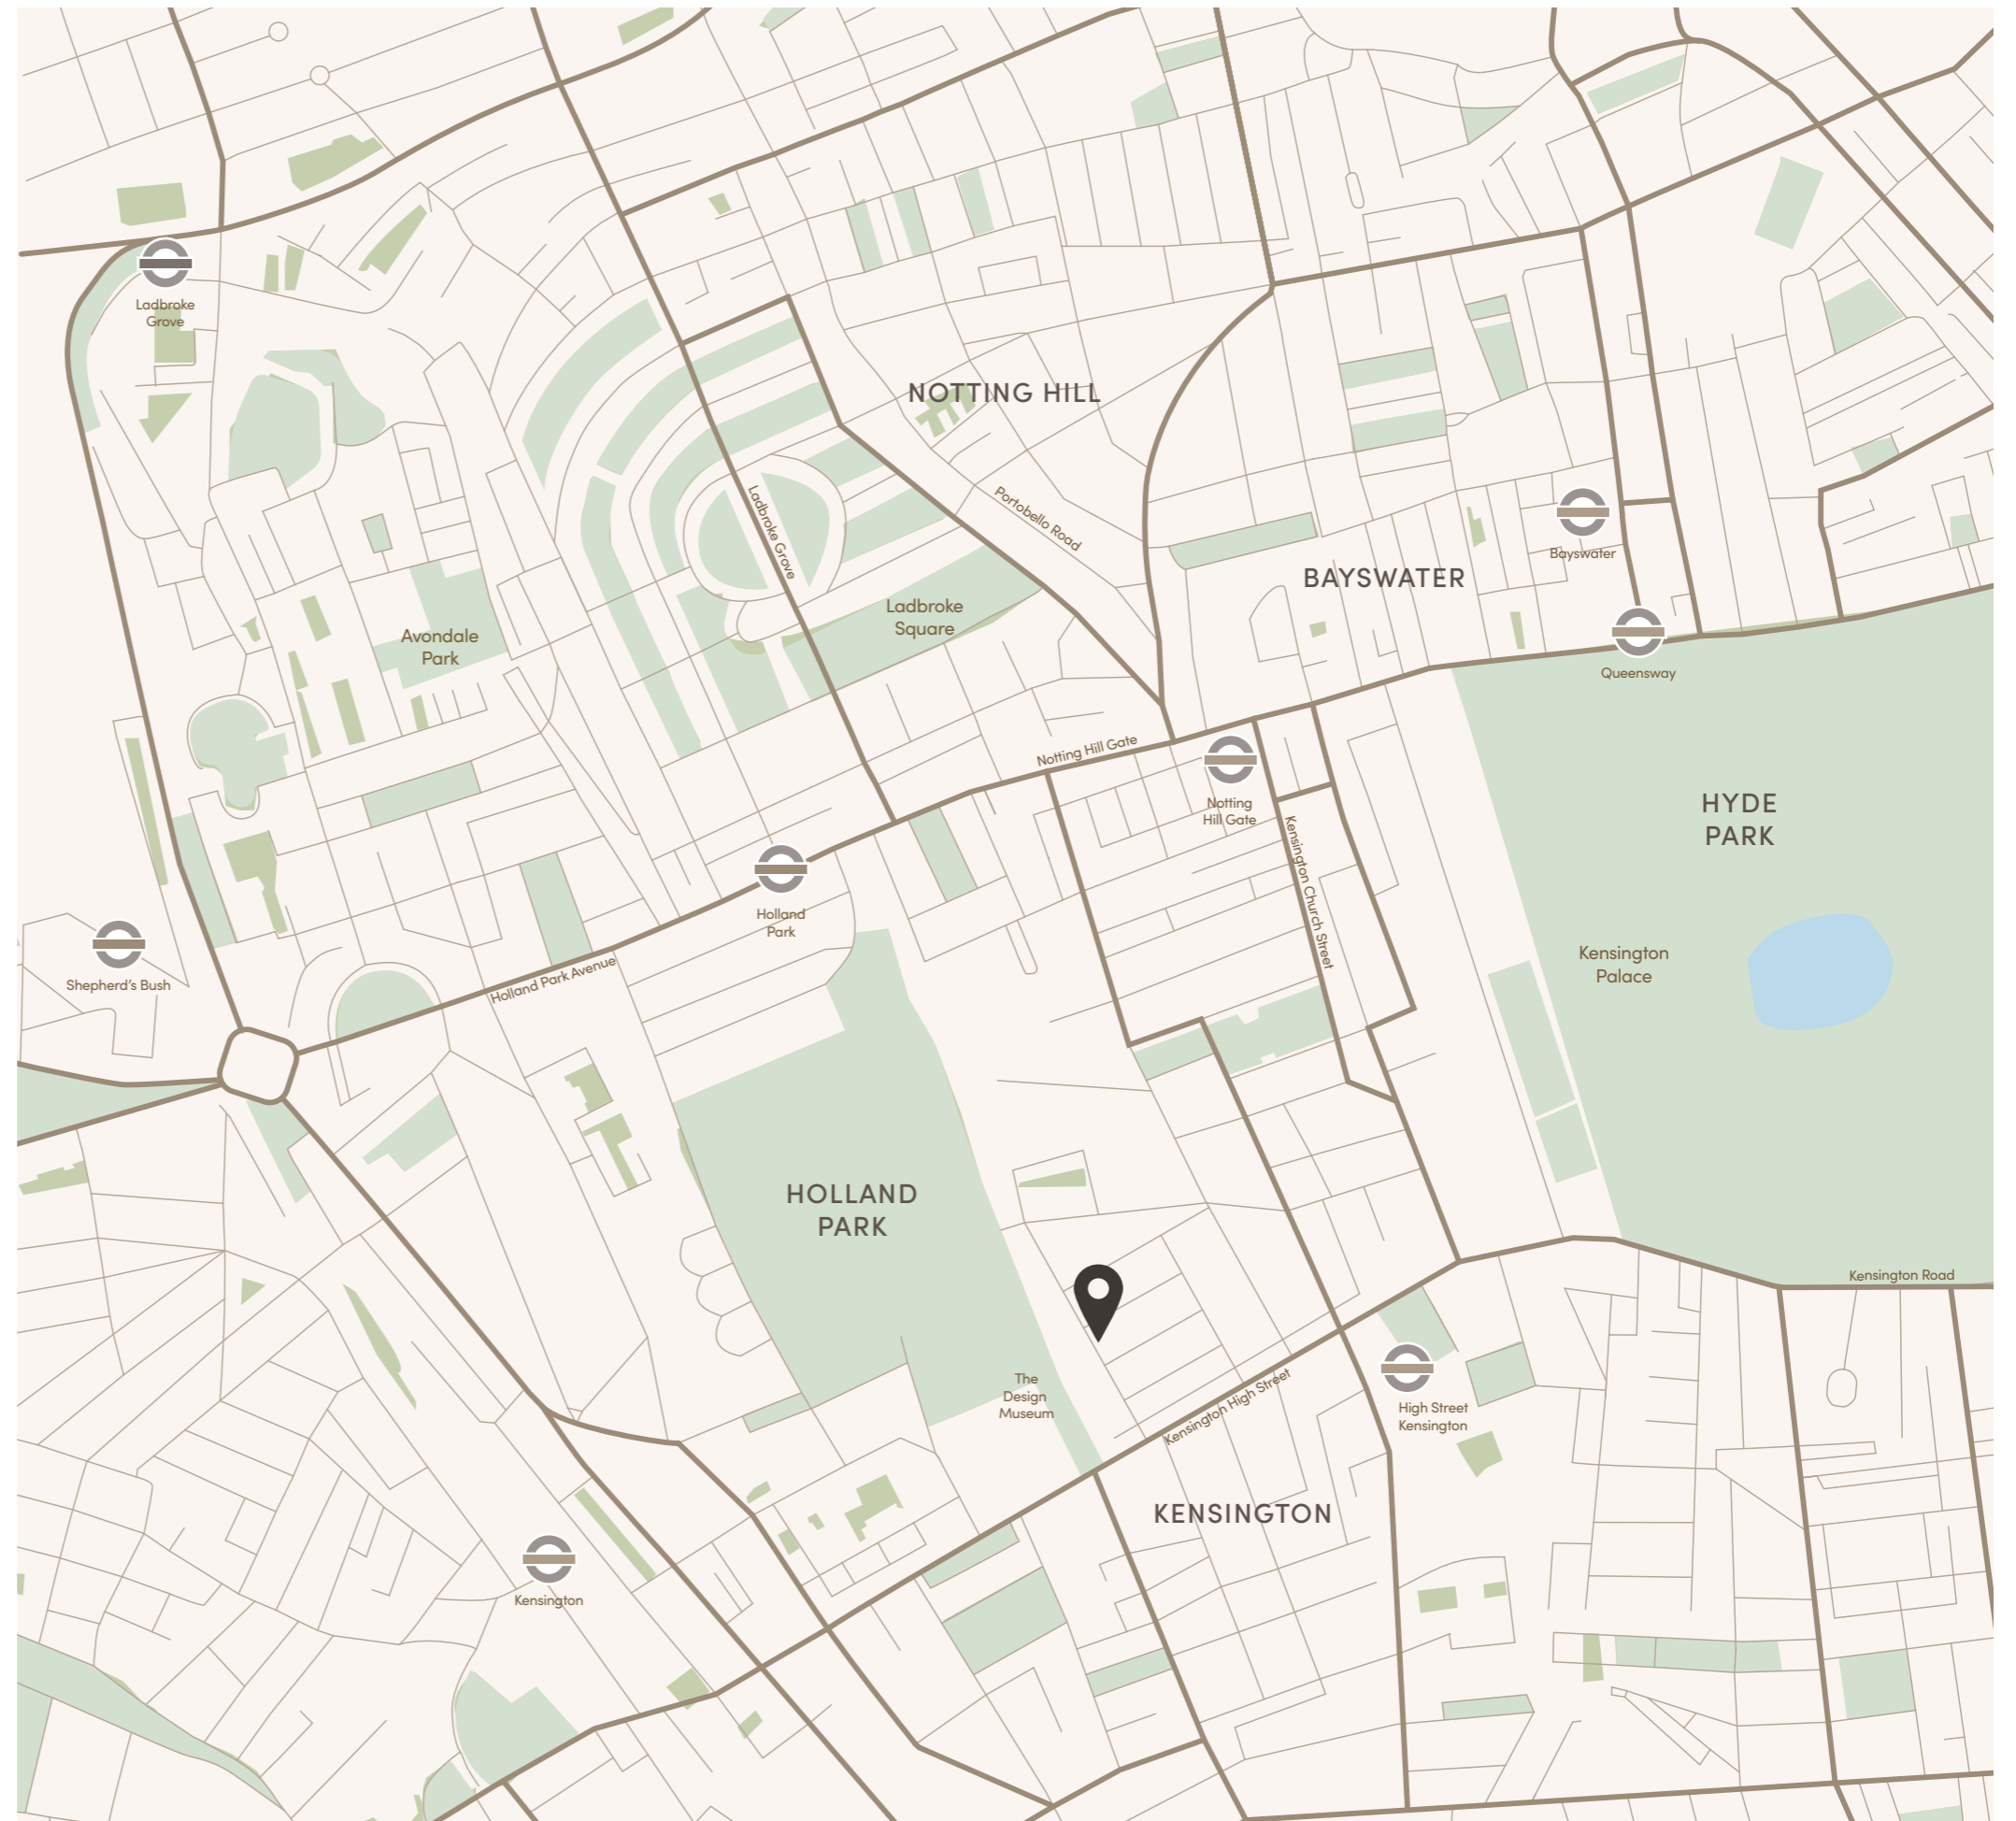 Ladbroke
Grove
NOTTING HILL
Ladbroke Grove
Portobello Road
Bayswater
BAYSWATER
Avondale
Park
Ladbroke
Square
Queensway
Notting Hill Gate
Notting
Hill Gate
HYDE
PARK
Kensington Church Street
Holland
Park
Shepherd's Bush
Holland Park Avenue
Kensington
Palace
HOLLAND
PARK
Kensington Road
The
Design
Museum
Kensington High Street
High Street
Kensington
KENSINGTON
Kensington